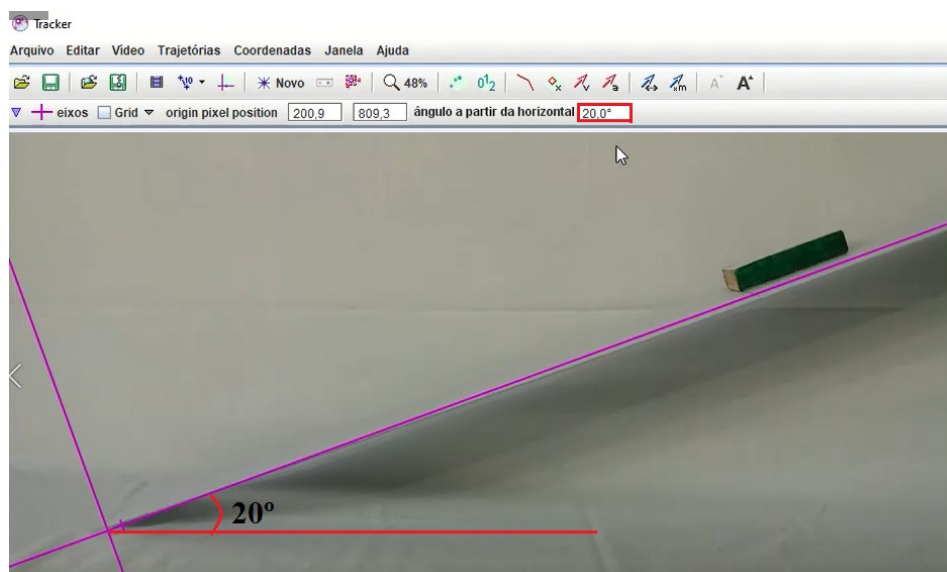 Tracker
Arquivo Editar Vídeo Trajetórias Coordenadas Janela Ajuda
Novo 48%
eixos Grid origin pixel position 200,9 809,3 ângulo a partir da horizontal 20,0°
20º